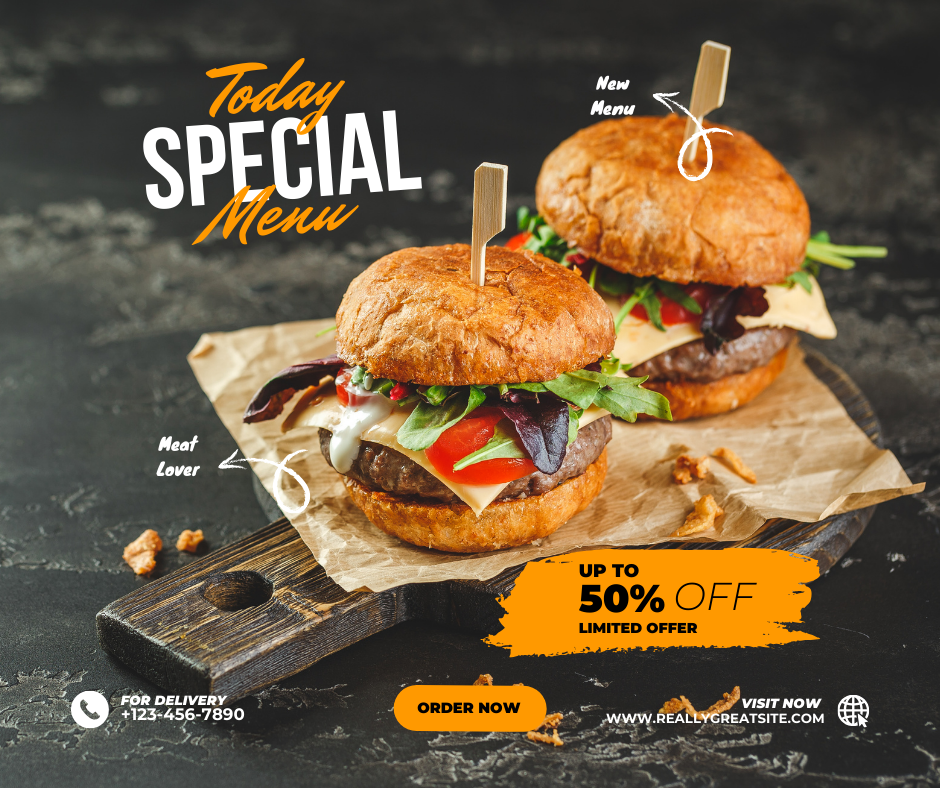 Today
SPECIAL
Menu
New
Menu
Meat
Lover
UP TO
50% OFF
LIMITED OFFER
FOR DELIVERY
+123-456-7890
ORDER NOW
VISIT NOW
WWW.REALLYGREATSITE.COM